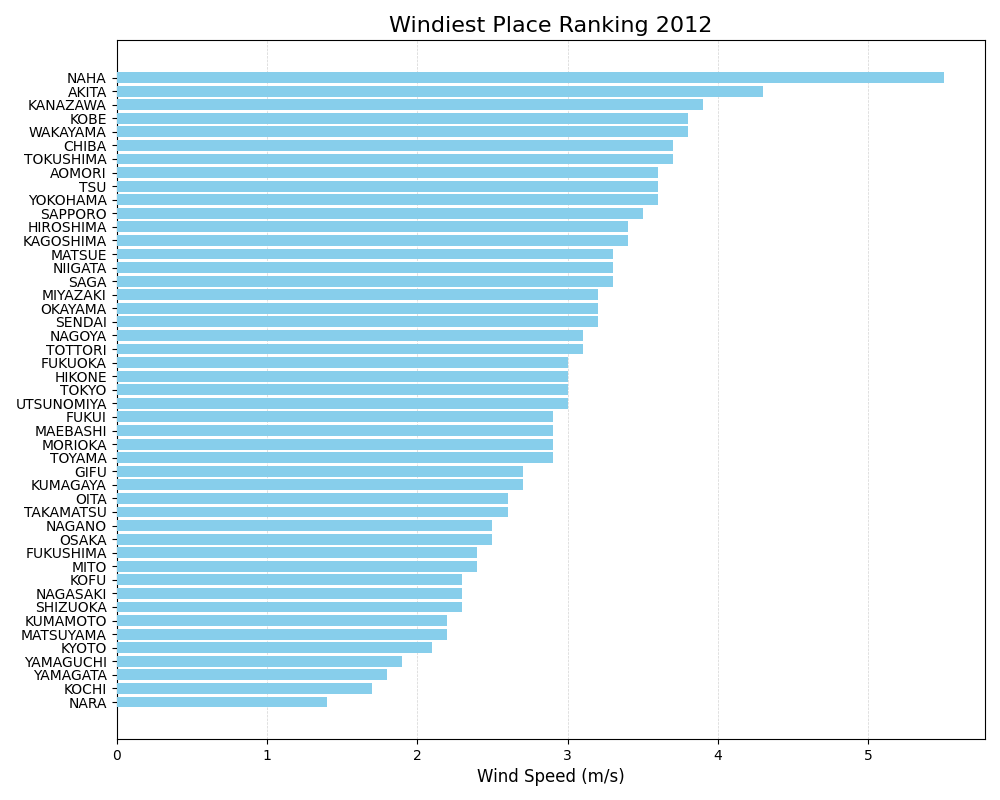 Windiest Place Ranking 2012
NAHA
AKITA
KANAZAWA
KOBE
WAKAYAMA
CHIBA
TOKUSHIMA
AOMORI
TSU
YOKOHAMA
SAPPORO
HIROSHIMA
KAGOSHIMA
MATSUE
NIIGATA
SAGA
MIYAZAKI
OKAYAMA
SENDAI
NAGOYA
TOTTORI
FUKUOKA
HIKONE
TOKYO
UTSUNOMIYA
FUKUI
MAEBASHI
MORIOKA
TOYAMA
GIFU
KUMAGAYA
OITA
TAKAMATSU
NAGANO
OSAKA
FUKUSHIMA
MITO
KOFU
NAGASAKI
SHIZUOKA
KUMAMOTO
MATSUYAMA
KYOTO
YAMAGUCHI
YAMAGATA
KOCHI
NARA
0 1 2 3 4 5
Wind Speed (m/s)